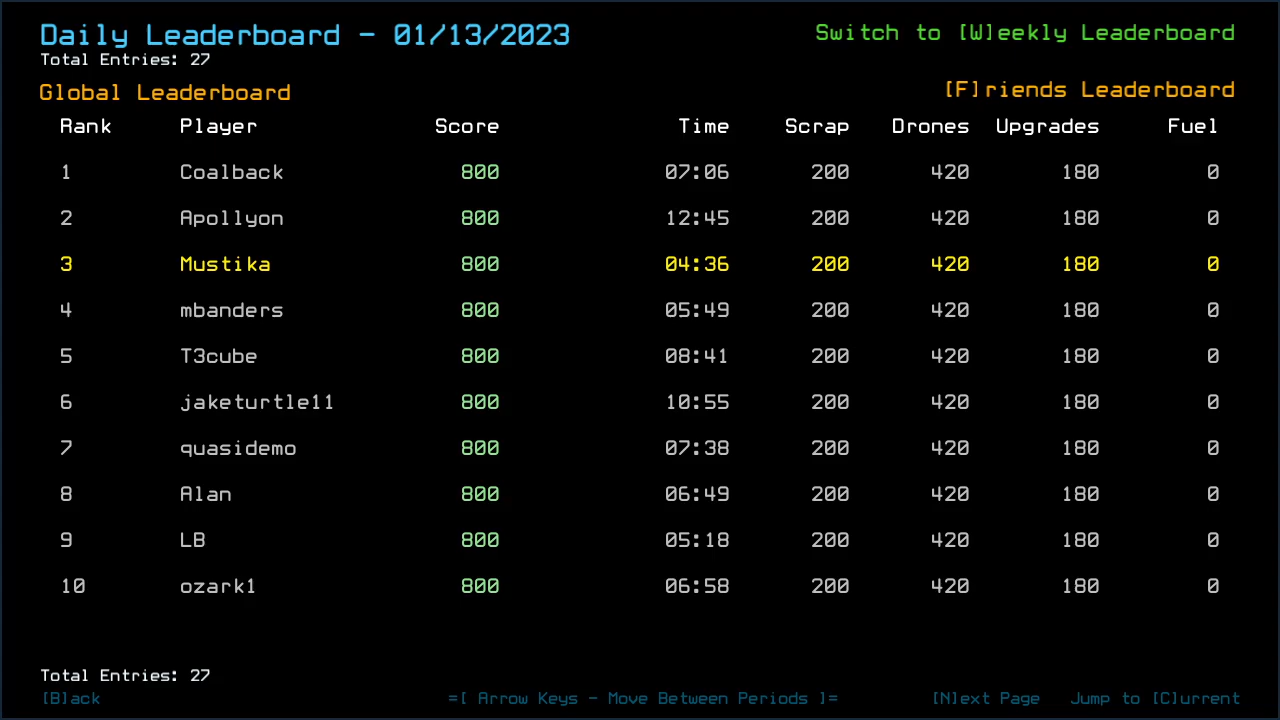 Daily Leaderboard - 01/13/2023 Switch to [W]eekly Leaderboard
Total Entries: 27
Global Leaderboard [F]riends Leaderboard
Rank Player Score Time Scrap Drones Upgrades Fuel
1 Coalback 800 07:06 200 420 180 0
2 Apollyon 800 12:45 200 420 180 0
3 Mustika 800 04:36 200 420 180 0
4 mbanders 800 05:49 200 420 180 0
5 T3cube 800 08:41 200 420 180 0
6 jaketurtle11 800 10:55 200 420 180 0
7 quasidemo 800 07:38 200 420 180 0
8 Alan 800 06:49 200 420 180 0
9 LB 800 05:18 200 420 180 0
10 ozark1 800 06:58 200 420 180 0
Total Entries: 27
[B]ack =[ Arrow Keys - Move Between Periods ]= [N]ext Page Jump to [C]urrent